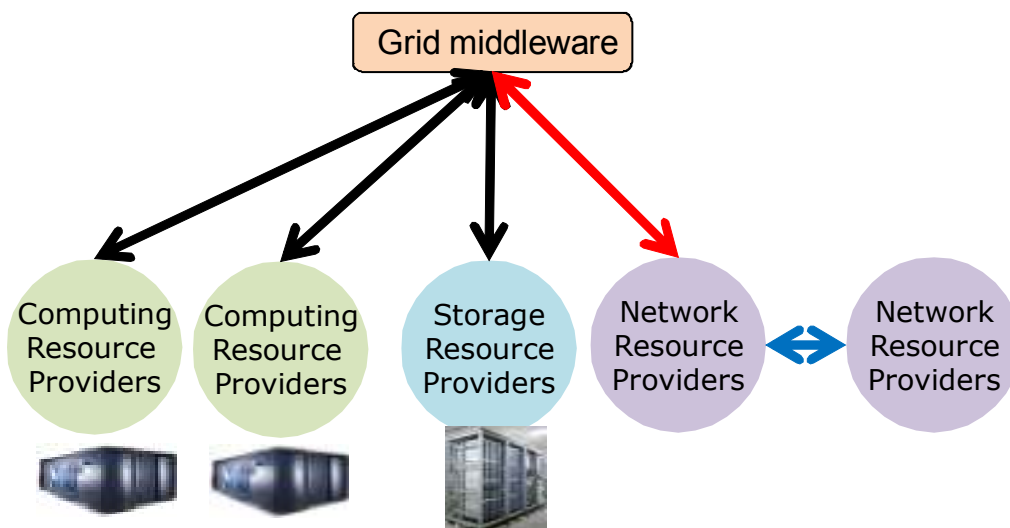 Grid middleware
Computing
Resource
Providers
Computing
Resource
Providers
Storage
Resource
Providers
Network
Resource
Providers
Network
Resource
Providers